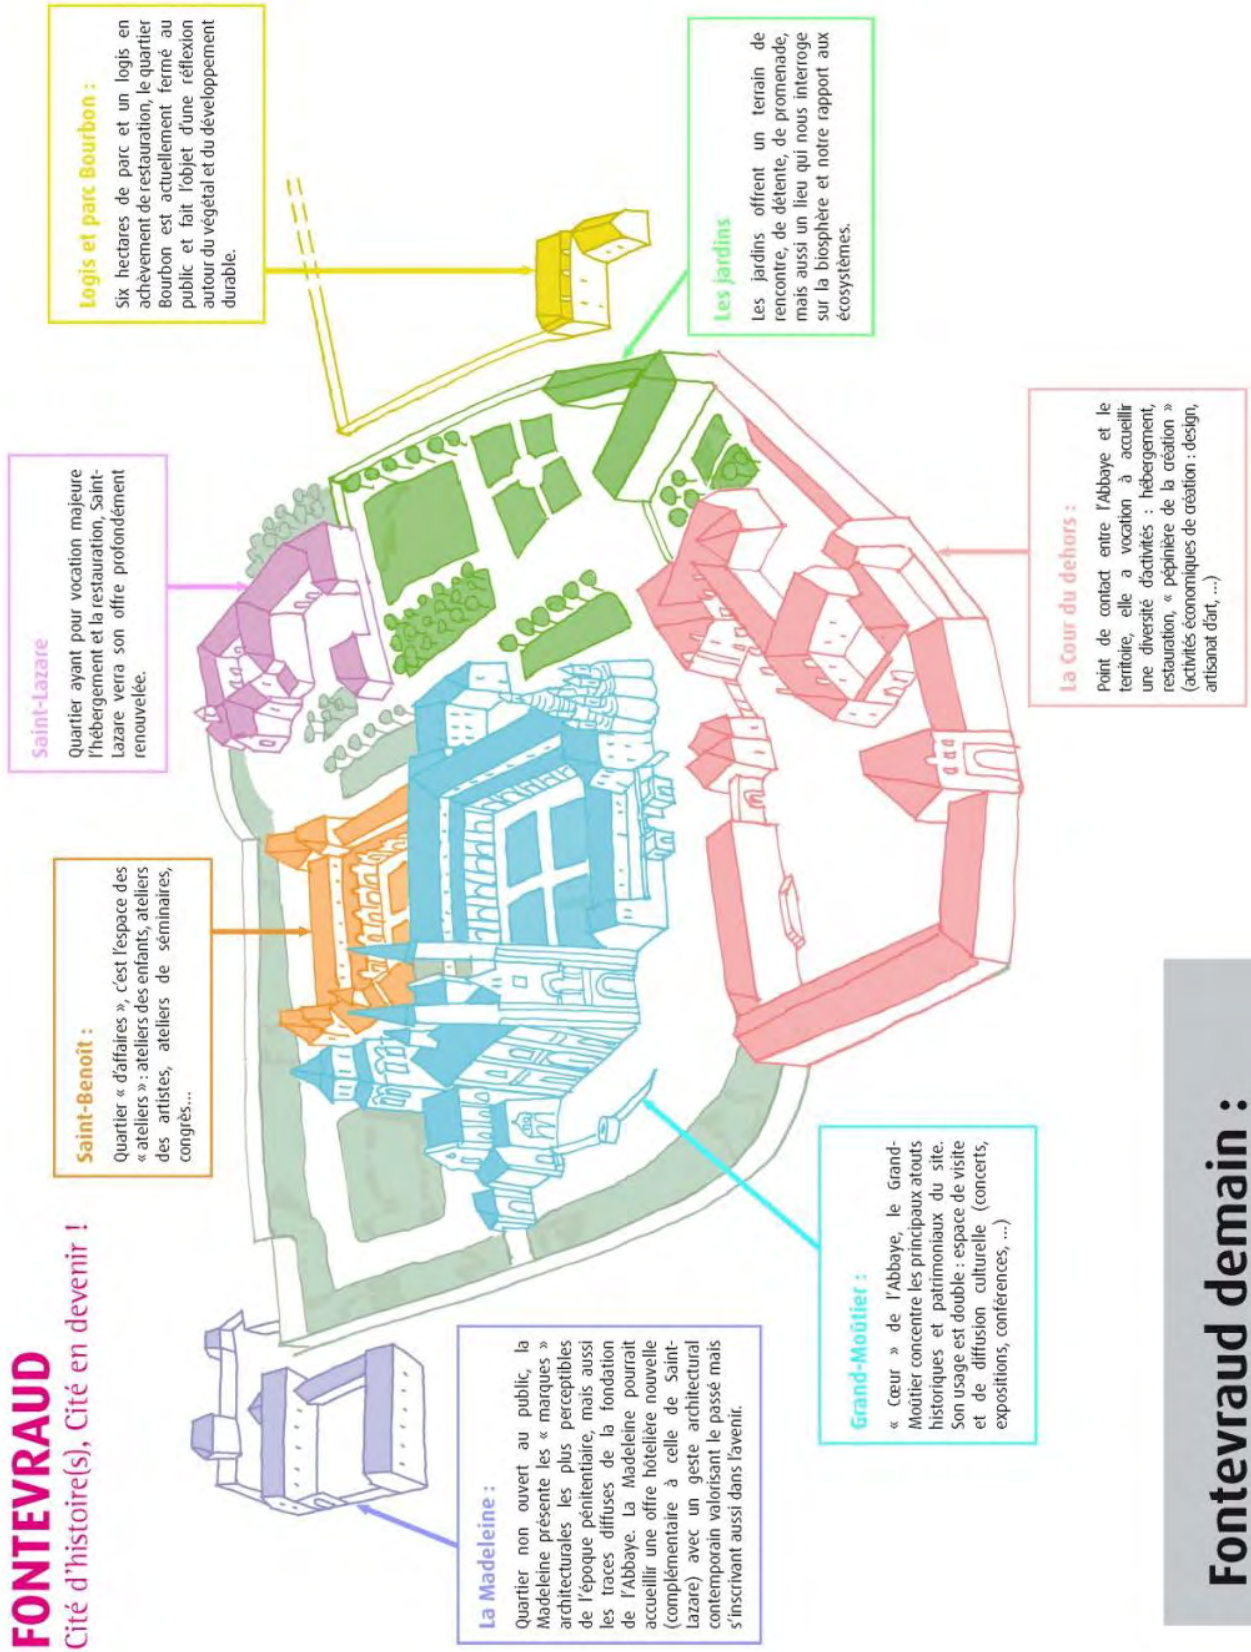 FONTEVRAUD
Cité d'histoire(s), Cité en devenir !
Saint-Benoît :
Quartier « d'affaires », c'est l'espace des
« ateliers » : ateliers des enfants, ateliers
des artistes, ateliers de séminaires,
congrès...
Saint-Lazare
Quartier ayant pour vocation majeure
l'hébergement et la restauration, Saint-
Lazare verra son offre profondément
renouvelée.
Logis et parc Bourbon :
Six hectares de parc et un logis en
achèvement de restauration, le quartier
Bourbon est actuellement fermé au
public et fait l'objet d'une réflexion
autour du végétal et du développement
durable.
La Madeleine :
Quartier non ouvert au public, la
Madeleine présente les « marques »
architecturales les plus perceptibles
de l'époque pénitentiaire, mais aussi
les traces diffuses de la fondation
de l'Abbaye. La Madeleine pourrait
accueillir une offre hôtelière nouvelle
(complémentaire à celle de Saint-
Lazare) avec un geste architectural
contemporain valorisant le passé mais
s'inscrivant aussi dans l'avenir.
Grand-Moûtier :
« Cœur » de l'Abbaye, le Grand-
Moûtier concentre les principaux atouts
historiques et patrimoniaux du site.
Son usage est double : espace de visite
et de diffusion culturelle (concerts,
expositions, conférences, ...)
La Cour du dehors :
Point de contact entre l'Abbaye et le
territoire, elle a vocation à accueillir
une diversité d'activités : hébergement,
restauration, « pépinière de la création »
(activités économiques de création : design,
artisanat d'art, ...)
Les jardins
Les jardins offrent un terrain de
rencontre, de détente, de promenade,
mais aussi un lieu qui nous interroge
sur la biosphère et notre rapport aux
écosystèmes.
Fontevraud demain :